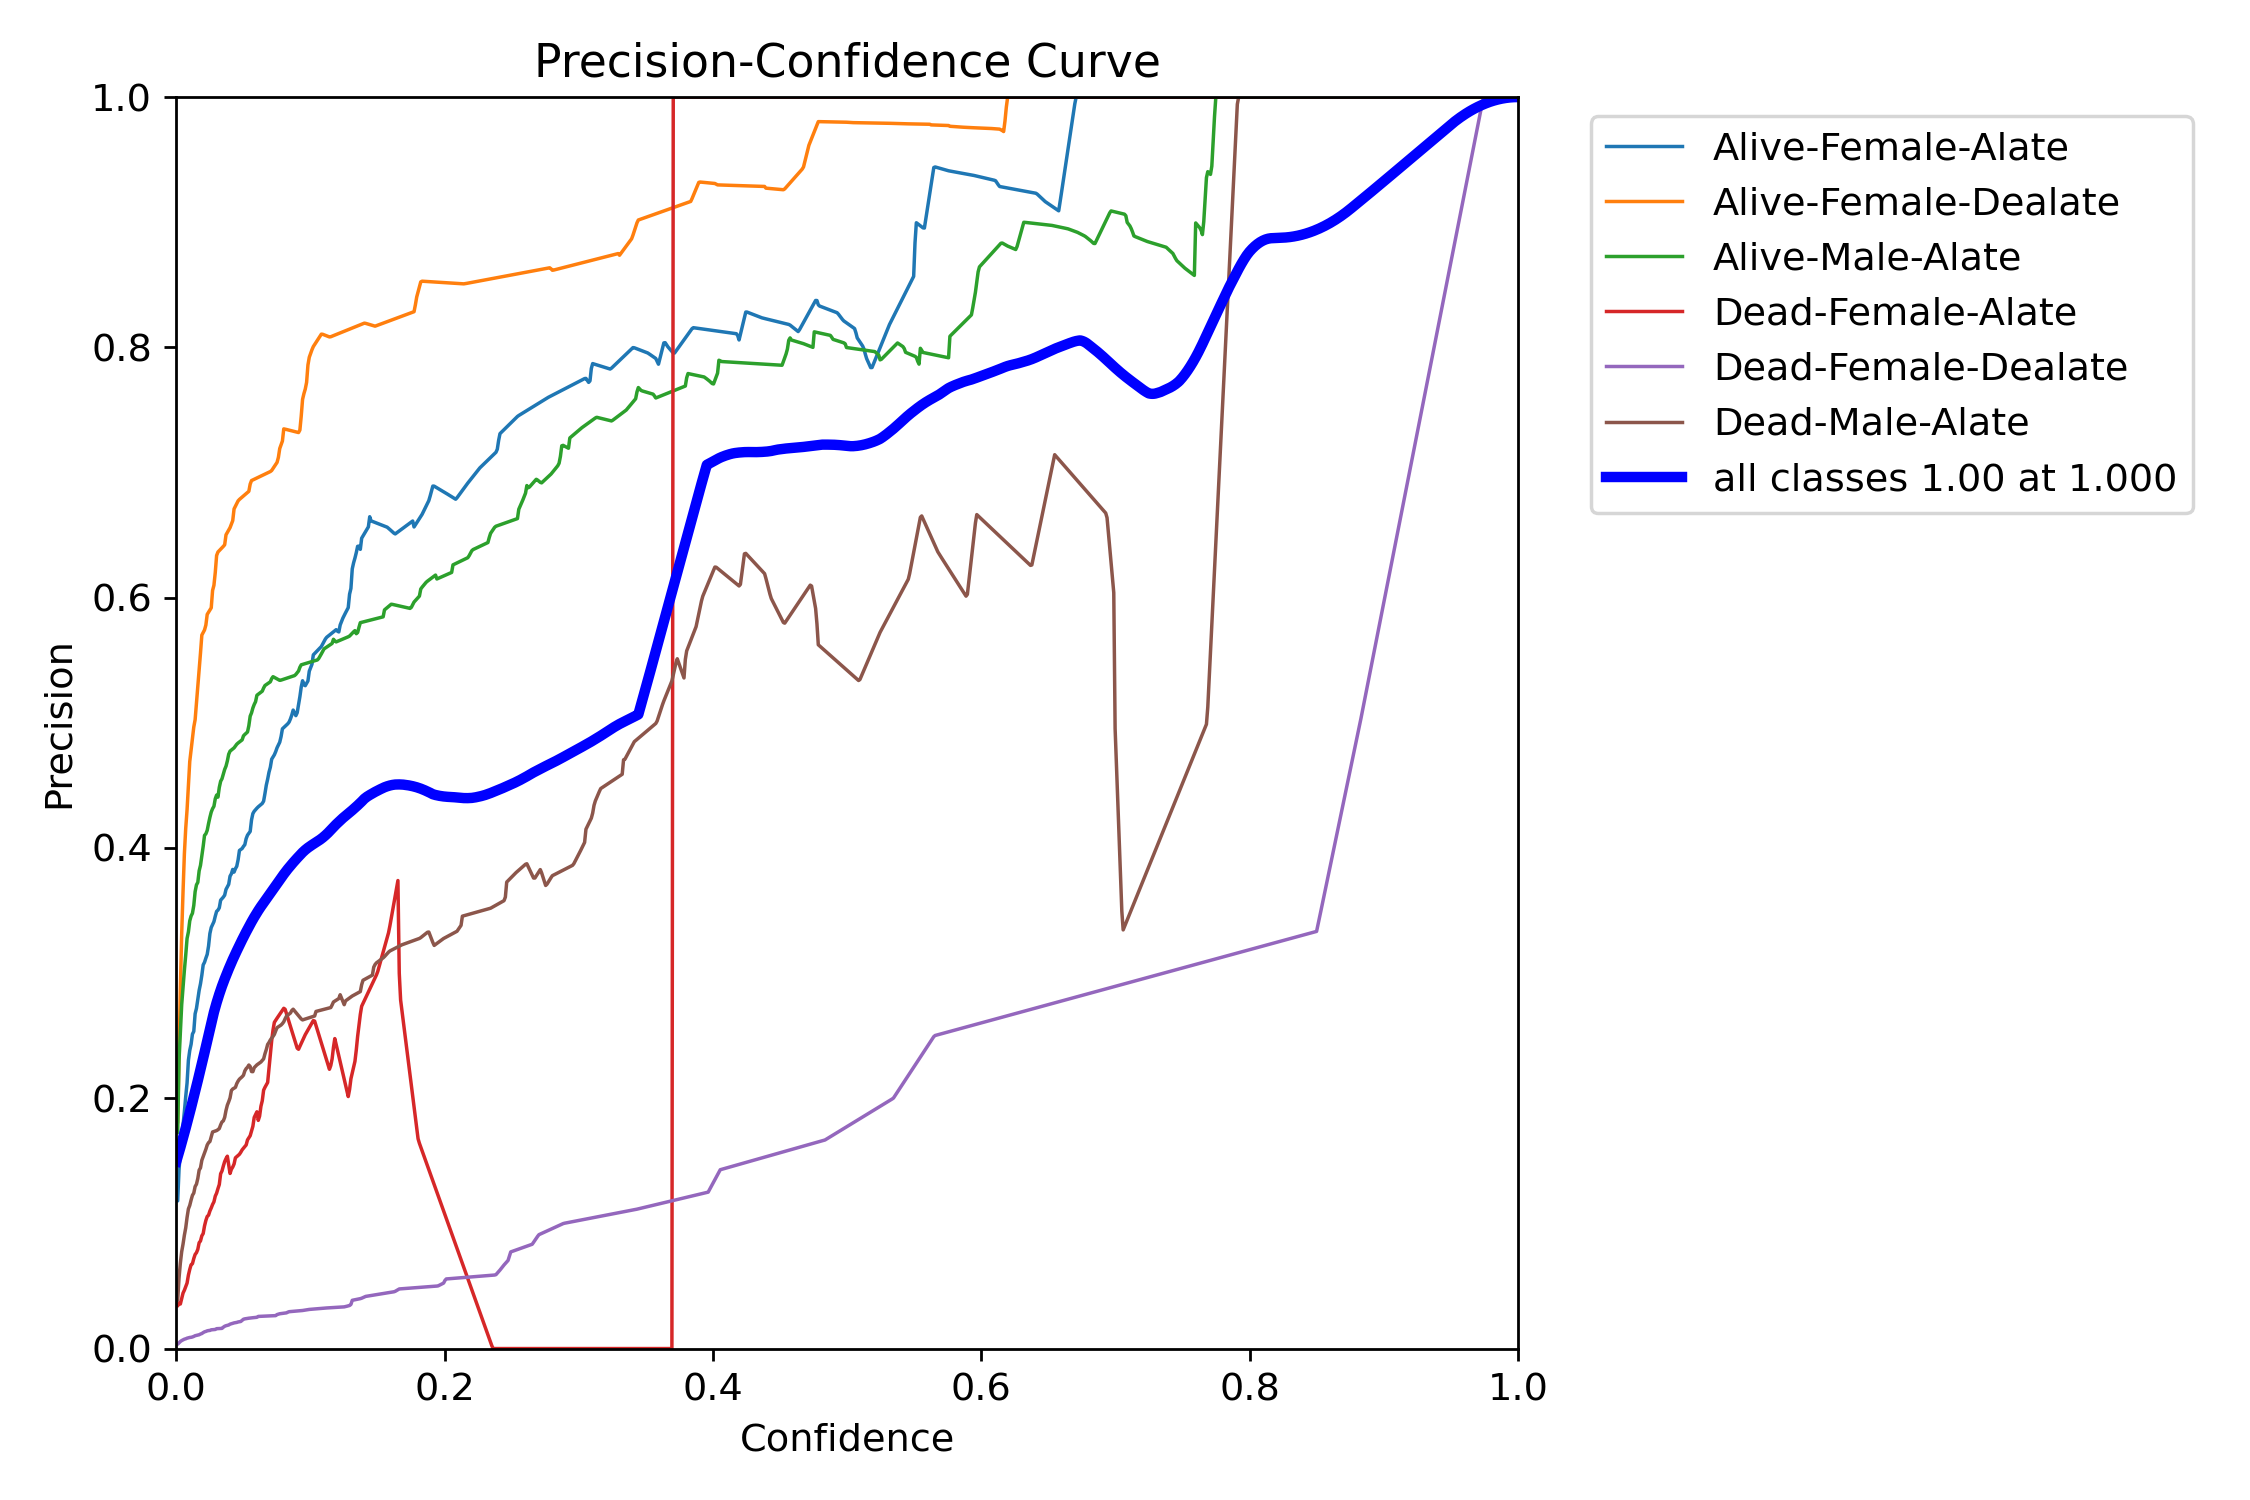 Precision-Confidence Curve
1.0
0.8
0.6
0.4
0.2
0.0
Precision
0.0 0.2 0.4 0.6 0.8 1.0
Confidence
Alive-Female-Alate
Alive-Female-Dealate
Alive-Male-Alate
Dead-Female-Alate
Dead-Female-Dealate
Dead-Male-Alate
all classes 1.00 at 1.000